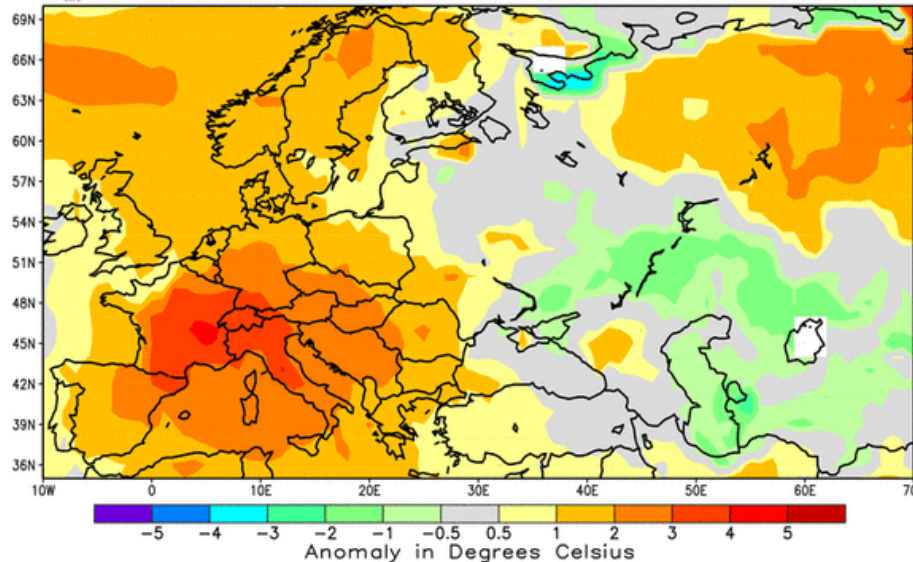 69N
66N
63N
60N
57N
54N
51N
48N
45N
42N
39N
36N
10W 0 10E 20E 30E 40E 50E 60E 70
-5 -4 -3 -2 -1 -0.5 0.5 1 2 3 4 5
Anomaly in Degrees Celsius